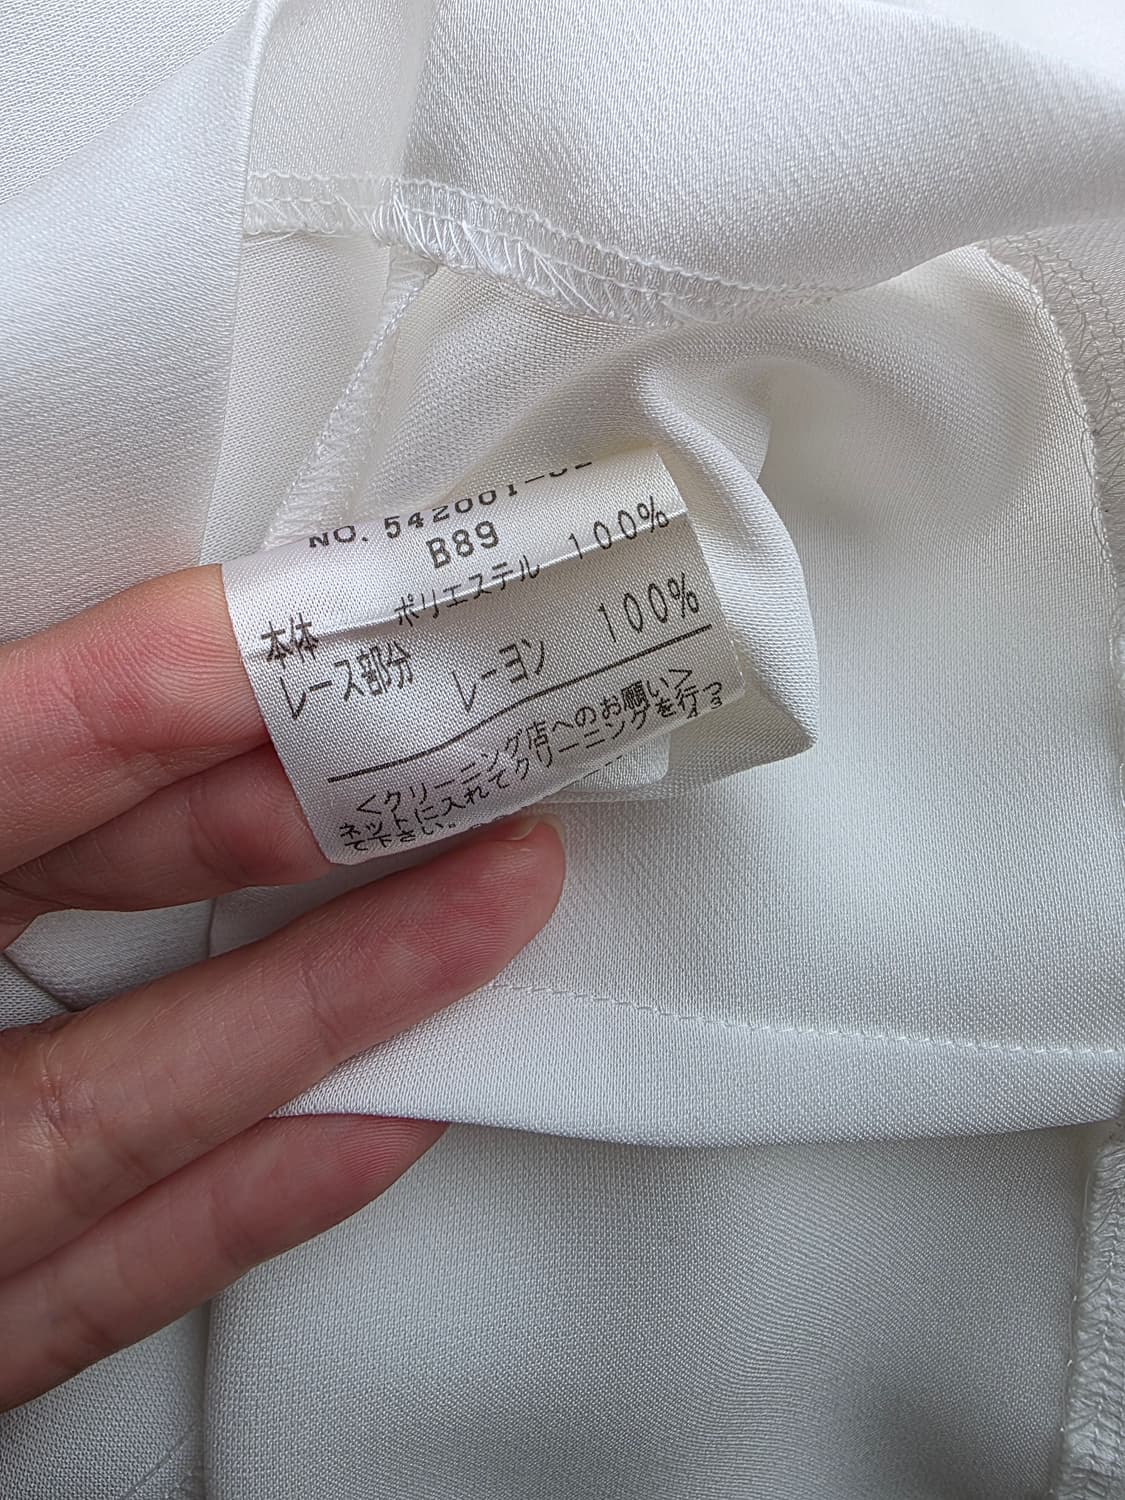 NO. 542001-02
B89
本体 ポリエステル 100%
レース部分 レーヨン 100%
<クリーニング店へのお願い>
ネットに入れてクリーニングを行っ
て下さい。